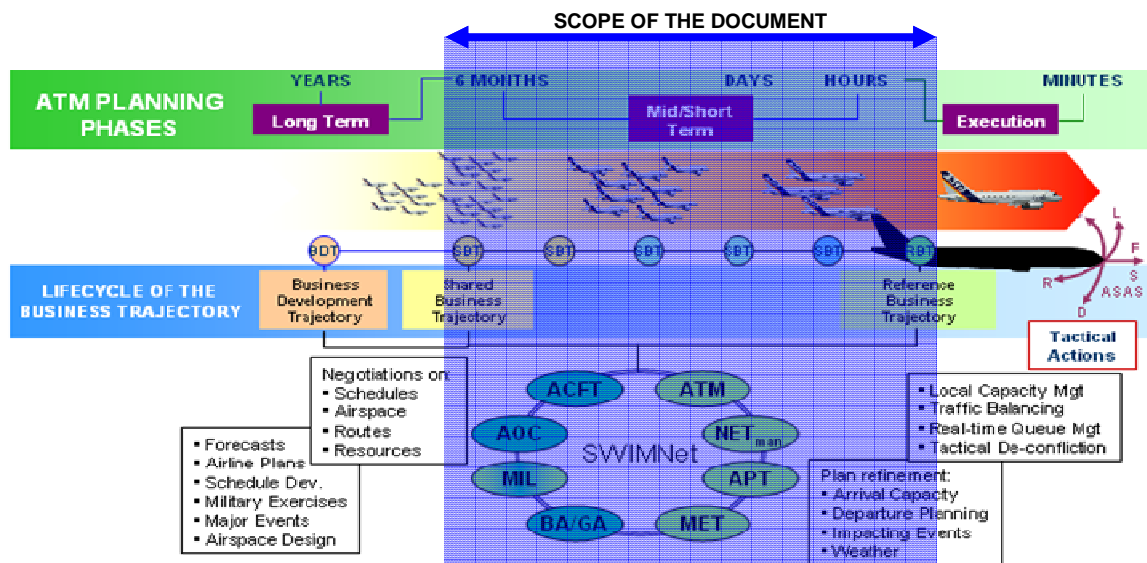 SCOPE OF THE DOCUMENT
YEARS
6 MONTHS
DAYS
HOURS
MINUTES
ATM PLANNING
PHASES
Long Term
Mid/Short
Term
Execution
BDT
SBT
SBT
SBT
SBT
SBT
RBT
L
F
S
ASAS
R
D
LIFECYCLE OF THE
BUSINESS TRAJECTORY
Business
Development
Trajectory
Shared
Business
Trajectory
Reference
Business
Trajectory
Tactical
Actions
Negotiations on:
▪ Schedules
▪ Airspace
▪ Routes
▪ Resources
▪ Forecasts
▪ Airline Plans
▪ Schedule Dev.
▪ Military Exercises
▪ Major Events
▪ Airspace Design
ACFT
ATM
AOC
NETman
SWIMNet
MIL
APT
BA/GA
MET
▪ Local Capacity Mgt
▪ Traffic Balancing
▪ Real-time Queue Mgt
▪ Tactical De-confliction
Plan refinement:
▪ Arrival Capacity
▪ Departure Planning
▪ Impacting Events
▪ Weather